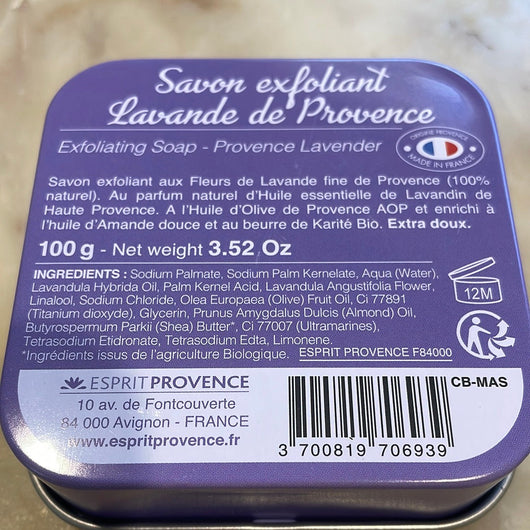 Savon exfoliant
Lavande de Provence
Exfoliating Soap - Provence Lavender
ORIGINE PROVENCE
MADE IN FRANCE
Savon exfoliant aux Fleurs de Lavande fine de Provence (100%
naturel). Au parfum naturel d'Huile essentielle de Lavandin de
Haute Provence. A l'Huile d'Olive de Provence AOP et enrichi à
l'huile d'Amande douce et au beurre de Karité Bio. Extra doux.
100 g - Net weight 3.52 Oz
INGREDIENTS : Sodium Palmate, Sodium Palm Kernelate, Aqua (Water),
Lavandula Hybrida Oil, Palm Kernel Acid, Lavandula Angustifolia Flower,
Linalool, Sodium Chloride, Olea Europaea (Olive) Fruit Oil, CI 77891
(Titanium dioxyde), Glycerin, Prunus Amygdalus Dulcis (Almond) Oil,
Butyrospermum Parkii (Shea) Butter*, CI 77007 (Ultramarines),
Tetrasodium Etidronate, Tetrasodium Edta, Limonene.
*Ingrédients issus de l'agriculture Biologique. ESPRIT PROVENCE F84000
12M
ESPRIT PROVENCE
10 av. de Fontcouverte
84 000 Avignon - FRANCE
www.espritprovence.fr
CB-MAS
3 700819 706939